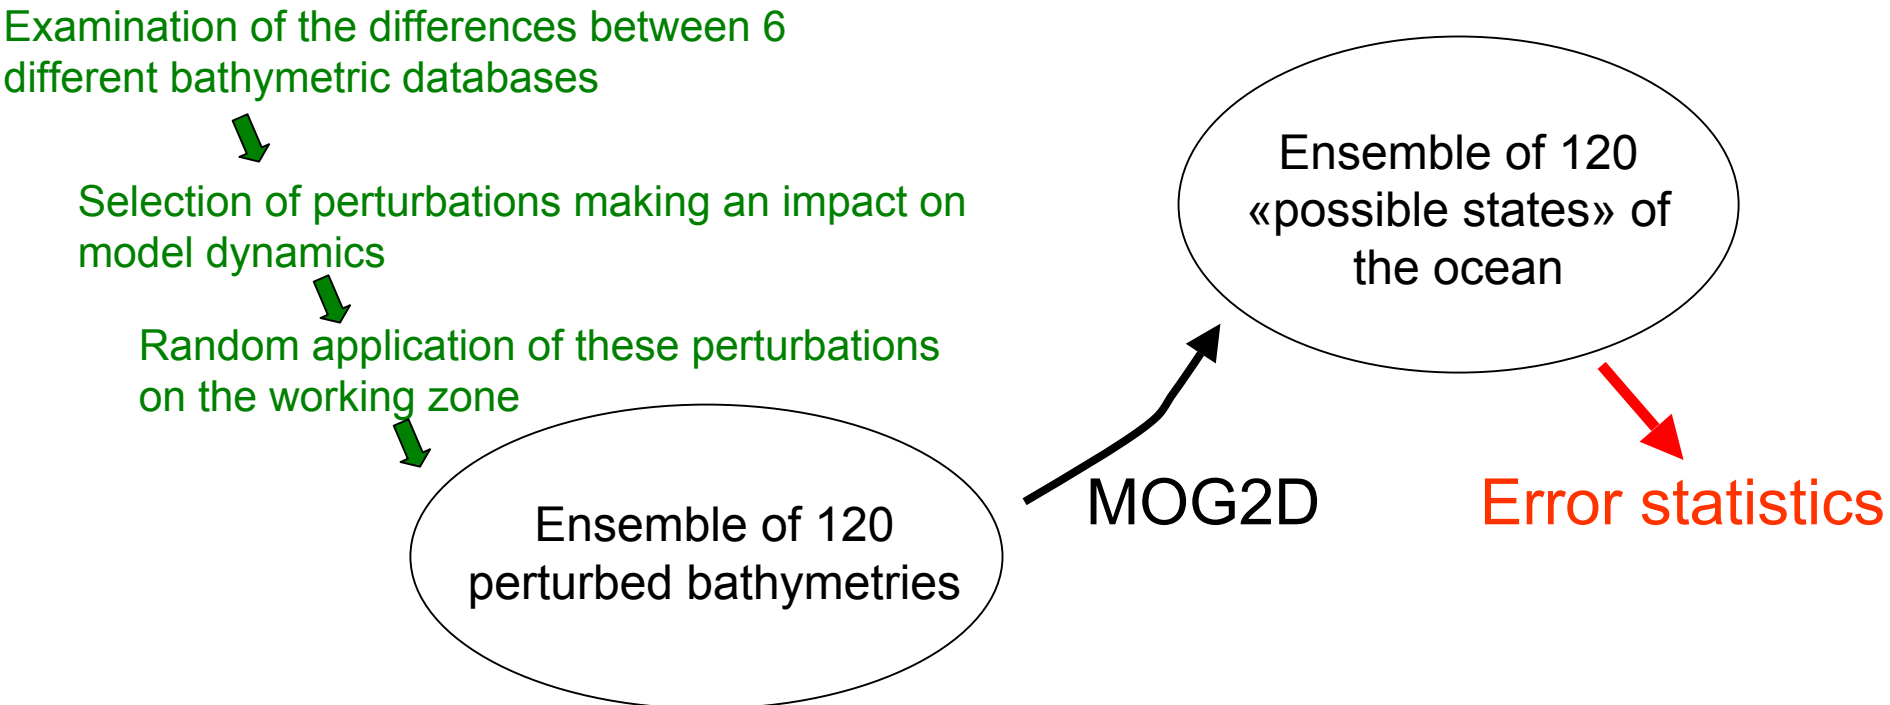 Examination of the differences between 6
different bathymetric databases
Selection of perturbations making an impact on
model dynamics
Random application of these perturbations
on the working zone
Ensemble of 120
perturbed bathymetries
MOG2D
Ensemble of 120
«possible states» of
the ocean
Error statistics